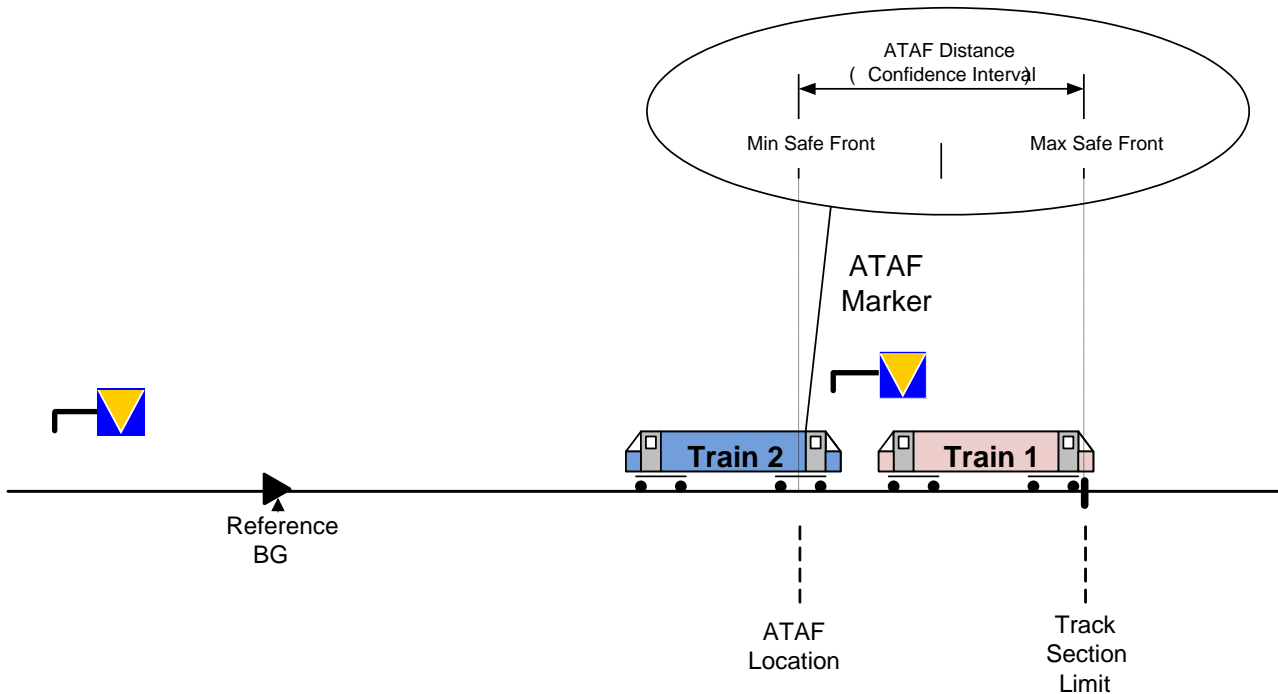 ATAF Distance
( Confidence Interval)
Min Safe Front
Max Safe Front
ATAF
Marker
Train 2
Train 1
Reference
BG
ATAF
Location
Track
Section
Limit